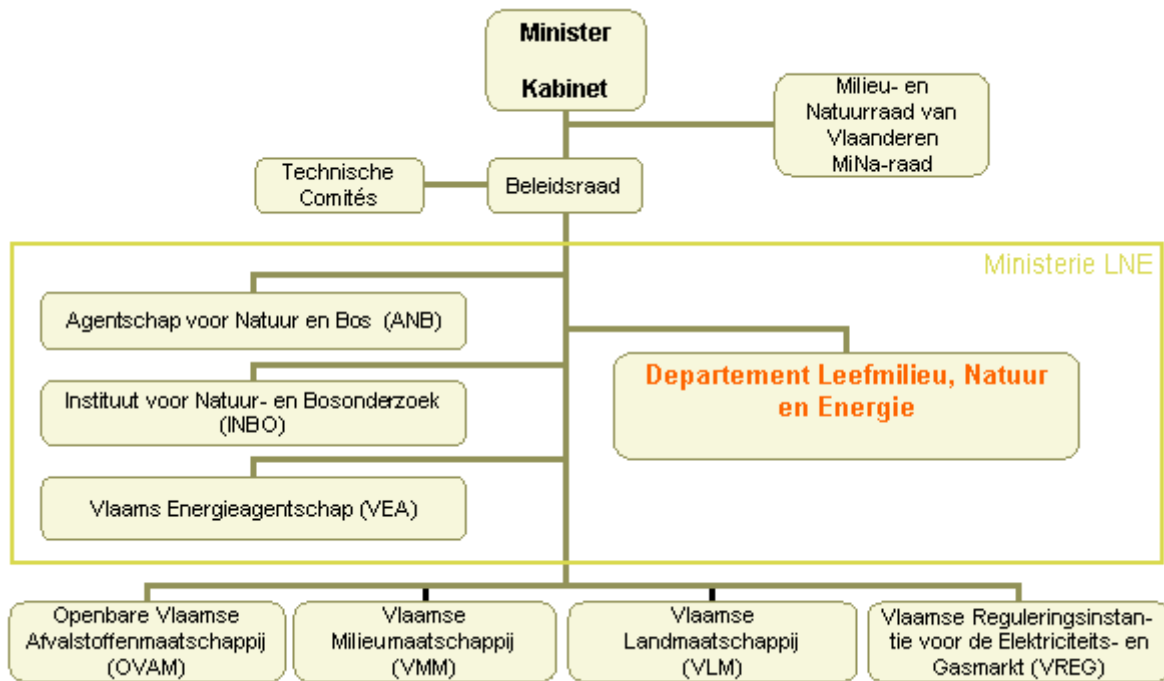 Minister
Kabinet
Milieu- en
Natuurraad van
Vlaanderen
MiNa-raad
Technische
Comités
Beleidsraad
Ministerie LNE
Agentschap voor Natuur en Bos (ANB)
Departement Leefmilieu, Natuur
en Energie
Instituut voor Natuur- en Bosonderzoek
(INBO)
Vlaams Energieagentschap (VEA)
Openbare Vlaamse
Afvalstoffenmaatschappij
(OVAM)
Vlaamse
Milieumaatschappij
(VMM)
Vlaamse
Landmaatschappij
(VLM)
Vlaamse Reguleringsinstan-
tie voor de Elektriciteits- en
Gasmarkt (VREG)